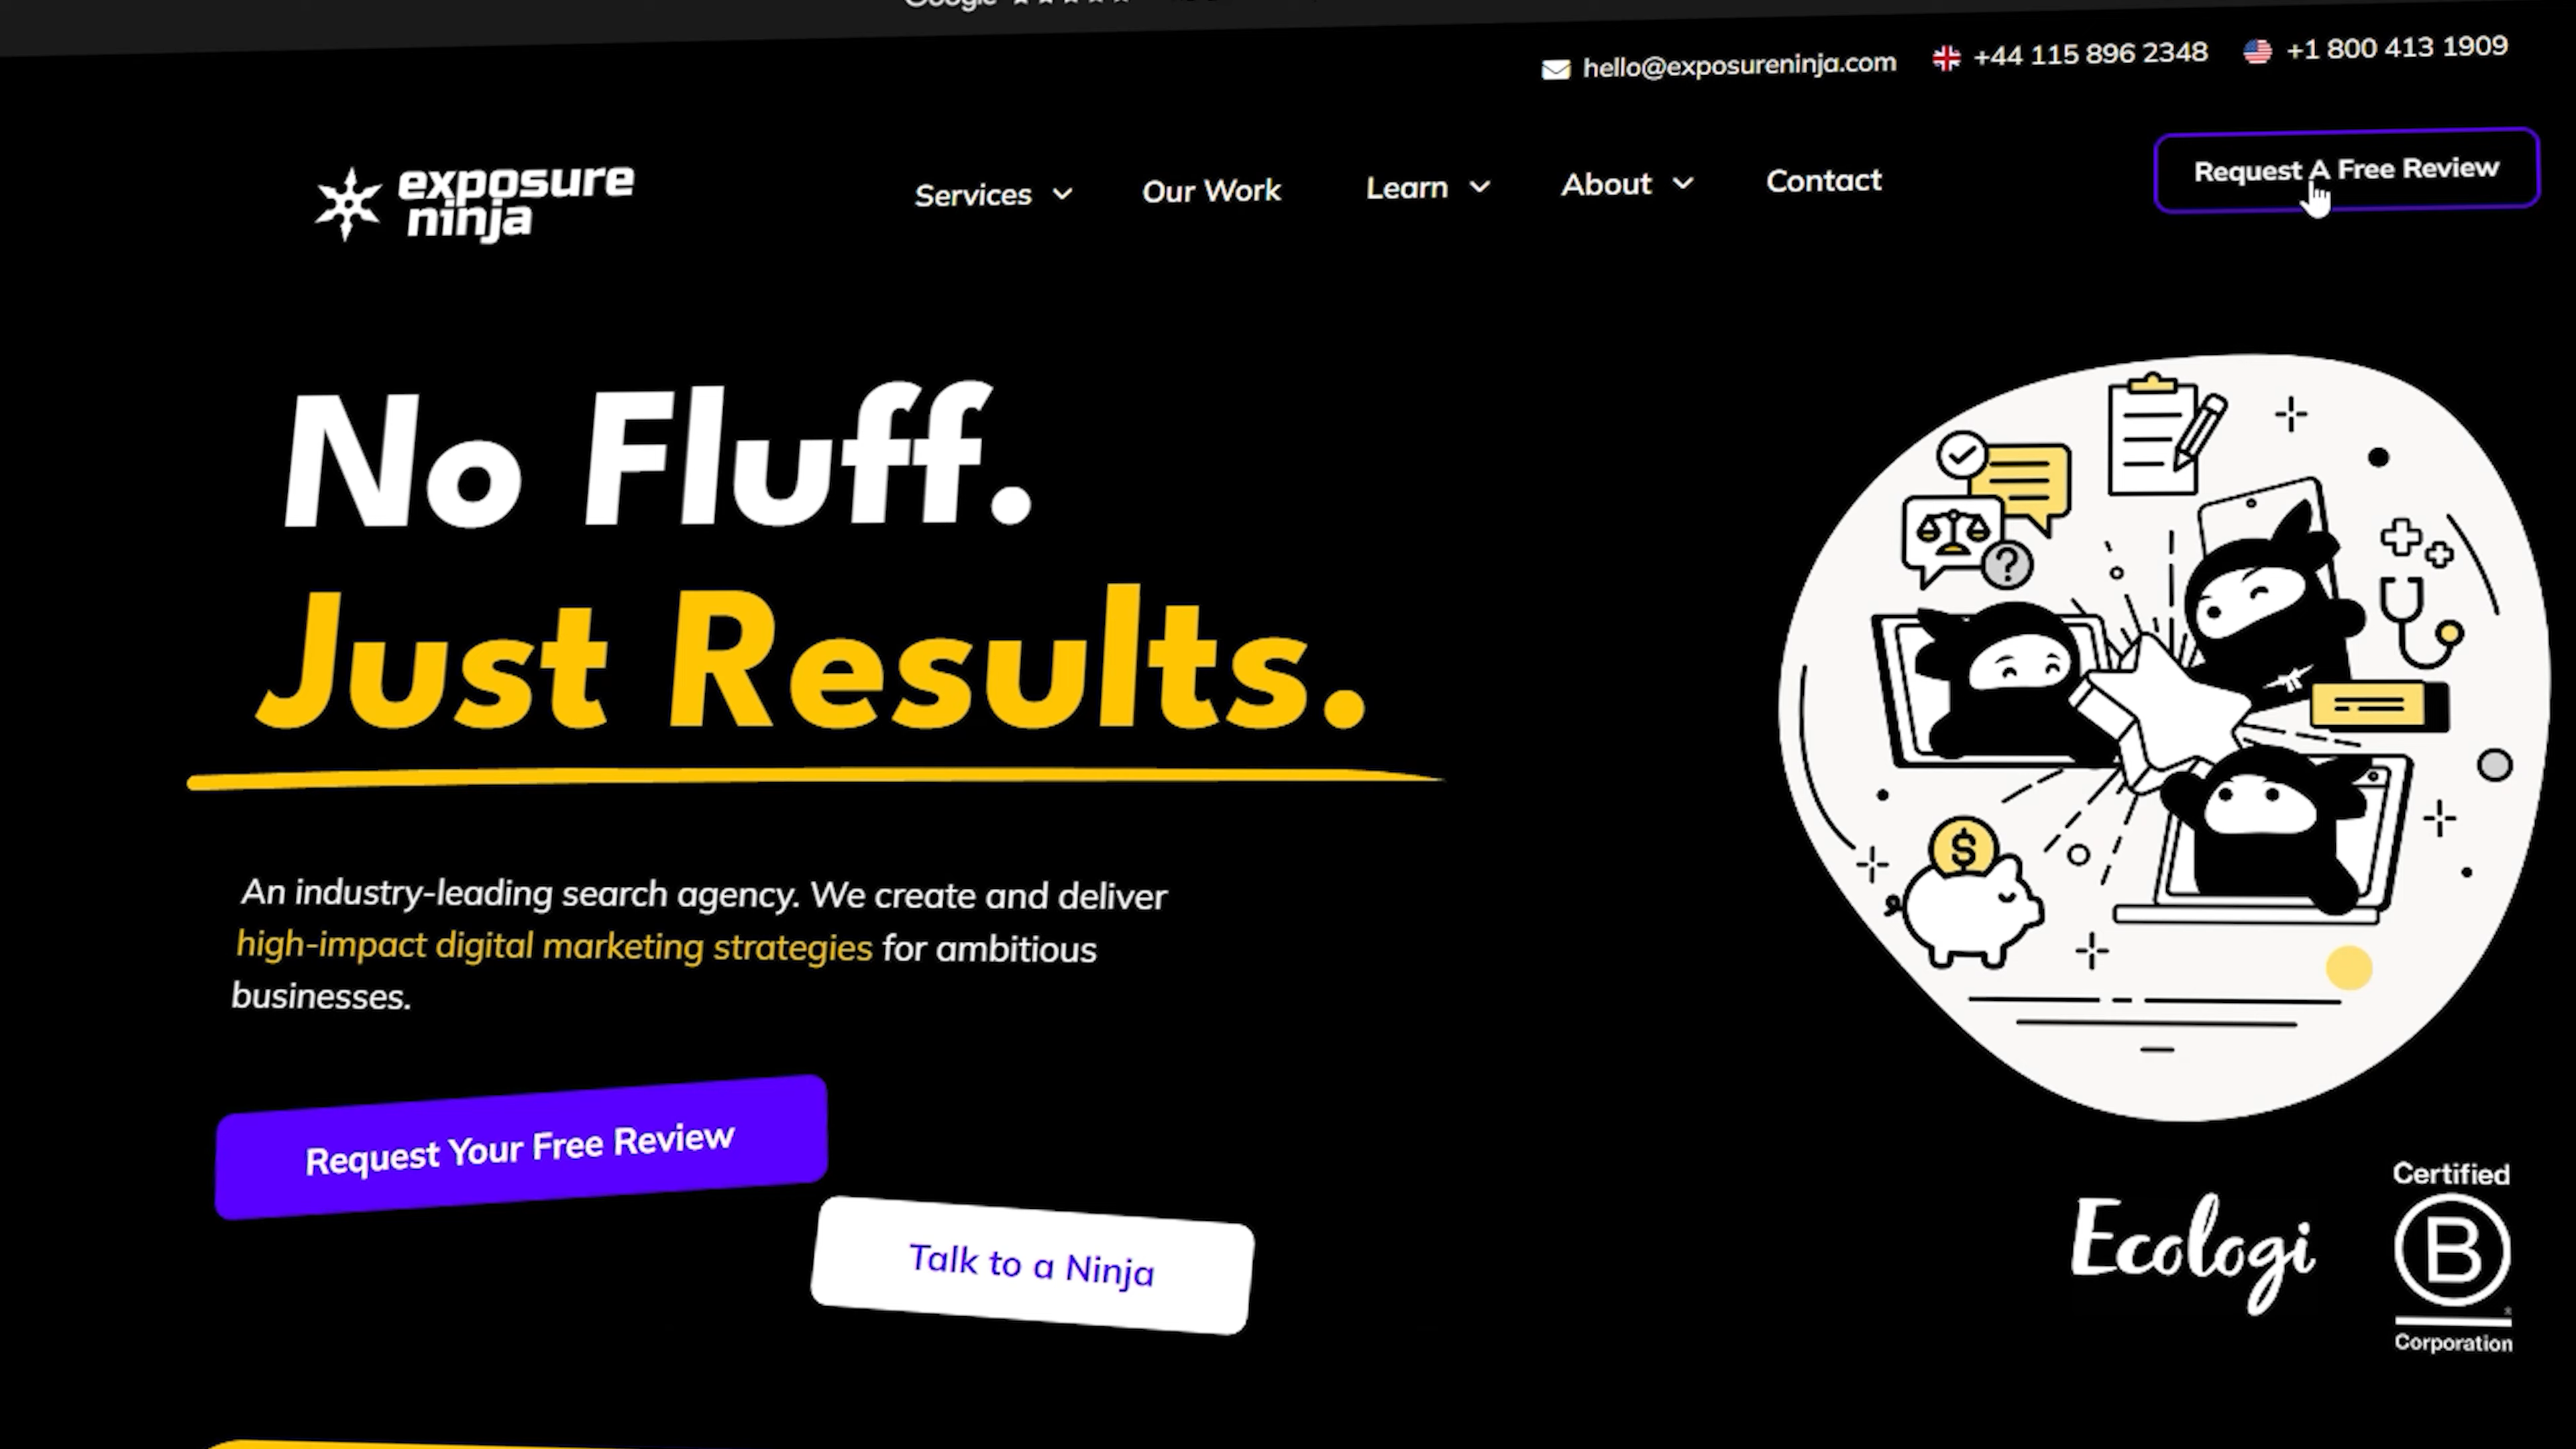 Google
hello@exposureninja.com +44 115 896 2348 +1 800 413 1909
exposure
ninja
Services Our Work Learn About Contact Request A Free Review
No Fluff.
Just Results.
An industry-leading search agency. We create and deliver
high-impact digital marketing strategies for ambitious
businesses.
Request Your Free Review
Talk to a Ninja
?
$
Ecologi
Certified
B
Corporation